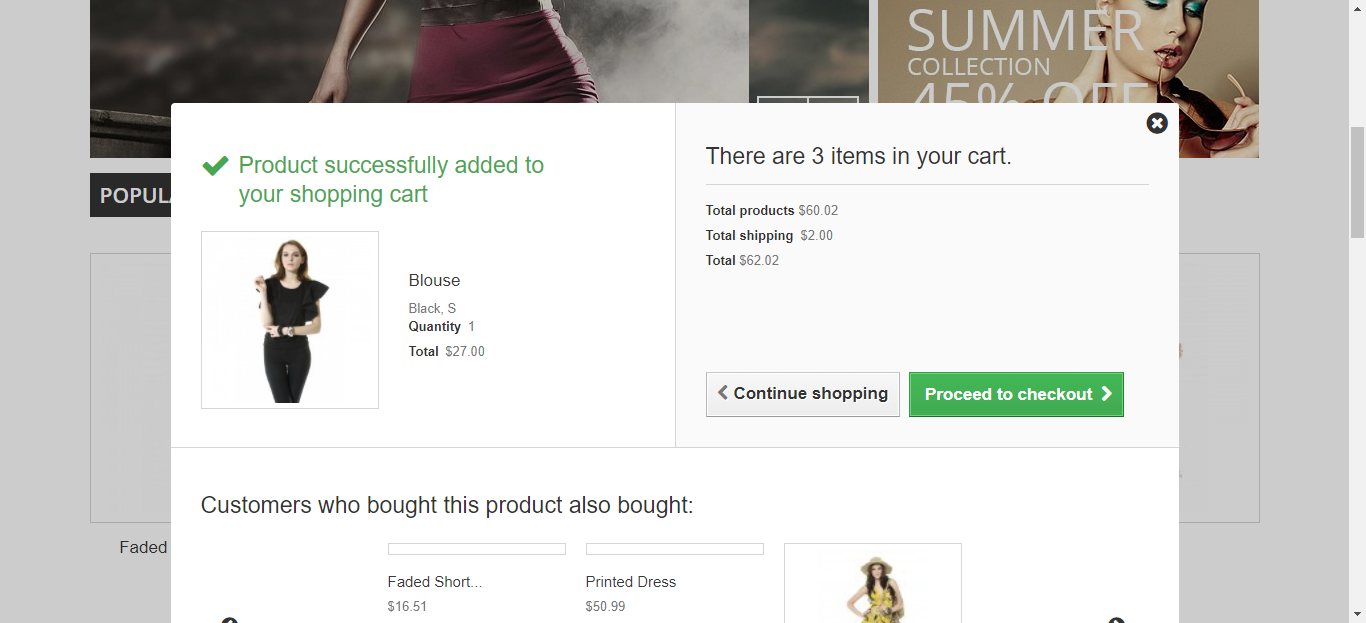 SUMMER
COLLECTION
45% OFF
Product successfully added to
your shopping cart
There are 3 items in your cart.
Total products $60.02
Total shipping $2.00
Total $62.02
Blouse
Black, S
Quantity 1
Total $27.00
Continue shopping
Proceed to checkout
Customers who bought this product also bought:
Faded
Faded Short...
Printed Dress
$16.51
$50.99